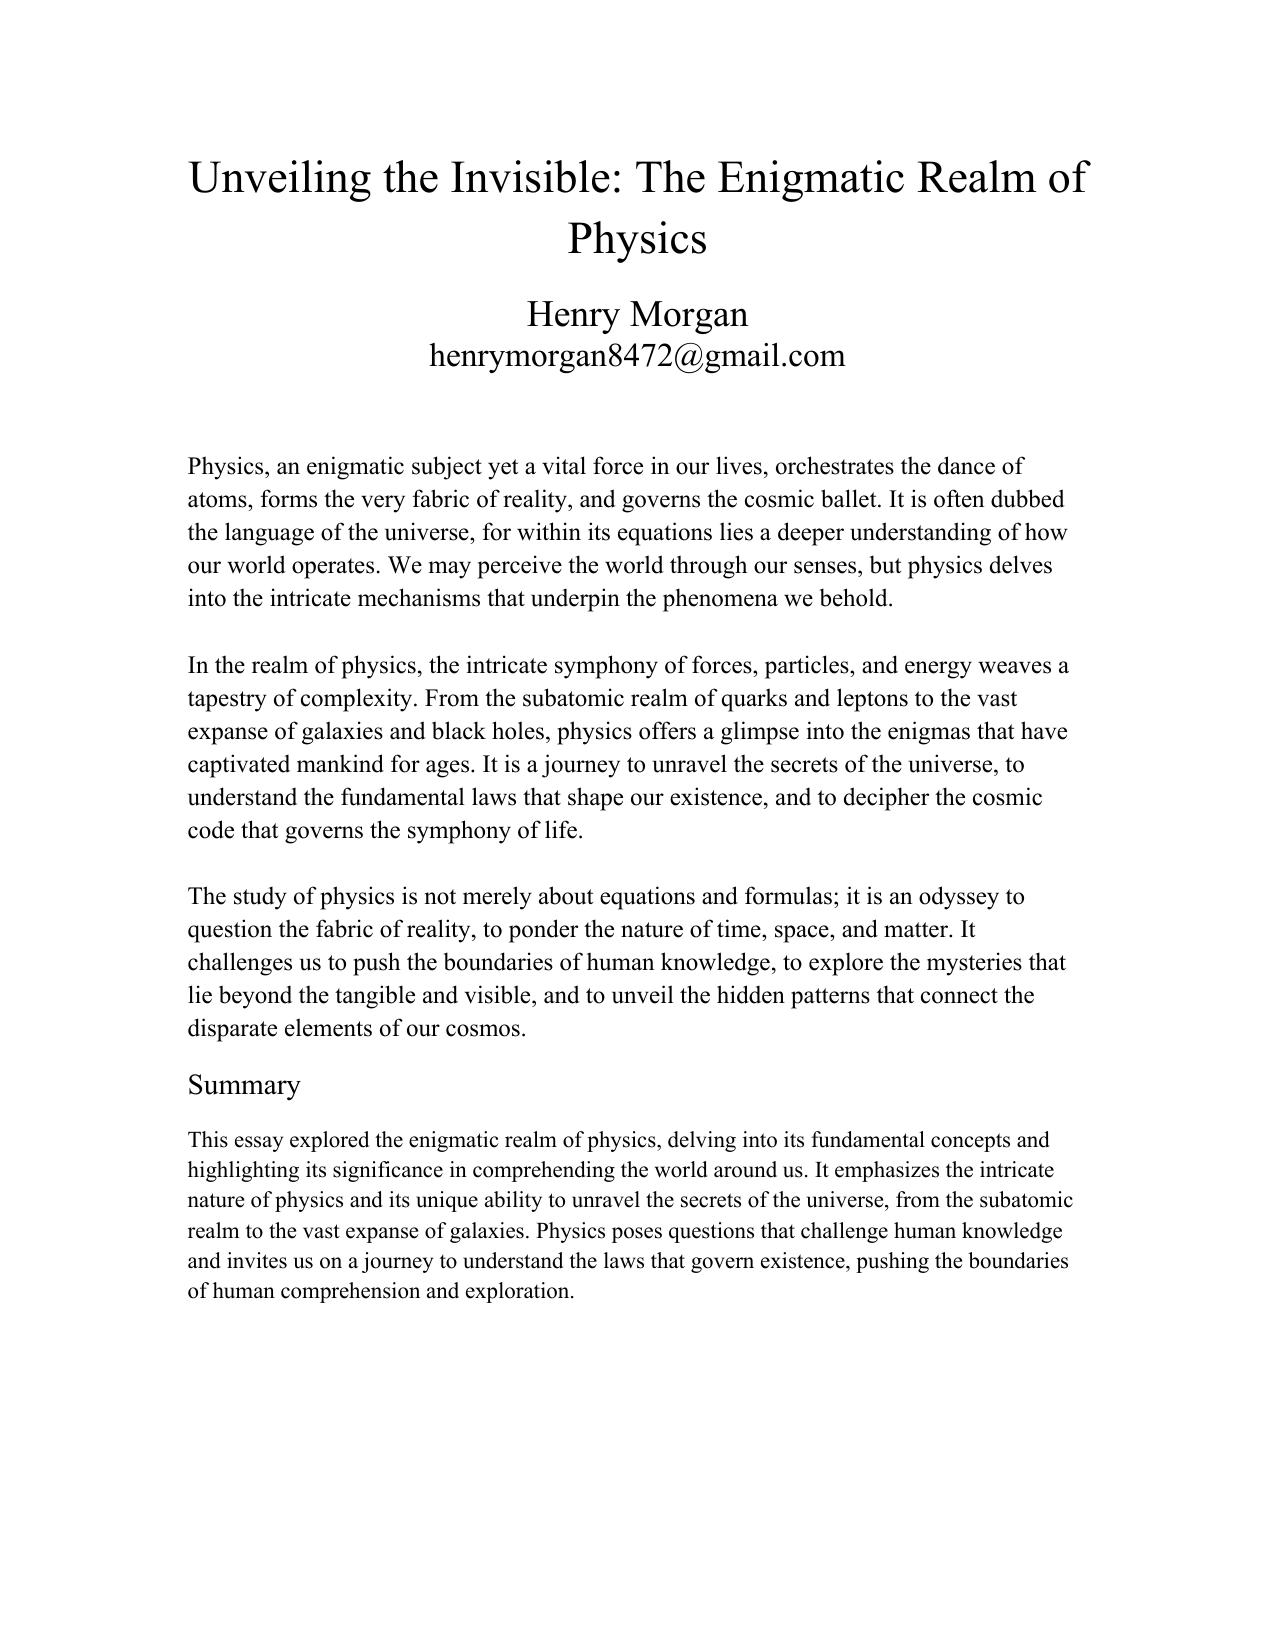 Unveiling the Invisible: The Enigmatic Realm of
Physics
Henry Morgan
henrymorgan8472@gmail.com
Physics, an enigmatic subject yet a vital force in our lives, orchestrates the dance of
atoms, forms the very fabric of reality, and governs the cosmic ballet. It is often dubbed
the language of the universe, for within its equations lies a deeper understanding of how
our world operates. We may perceive the world through our senses, but physics delves
into the intricate mechanisms that underpin the phenomena we behold.
In the realm of physics, the intricate symphony of forces, particles, and energy weaves a
tapestry of complexity. From the subatomic realm of quarks and leptons to the vast
expanse of galaxies and black holes, physics offers a glimpse into the enigmas that have
captivated mankind for ages. It is a journey to unravel the secrets of the universe, to
understand the fundamental laws that shape our existence, and to decipher the cosmic
code that governs the symphony of life.
The study of physics is not merely about equations and formulas; it is an odyssey to
question the fabric of reality, to ponder the nature of time, space, and matter. It
challenges us to push the boundaries of human knowledge, to explore the mysteries that
lie beyond the tangible and visible, and to unveil the hidden patterns that connect the
disparate elements of our cosmos.
Summary
This essay explored the enigmatic realm of physics, delving into its fundamental concepts and
highlighting its significance in comprehending the world around us. It emphasizes the intricate
nature of physics and its unique ability to unravel the secrets of the universe, from the subatomic
realm to the vast expanse of galaxies. Physics poses questions that challenge human knowledge
and invites us on a journey to understand the laws that govern existence, pushing the boundaries
of human comprehension and exploration.